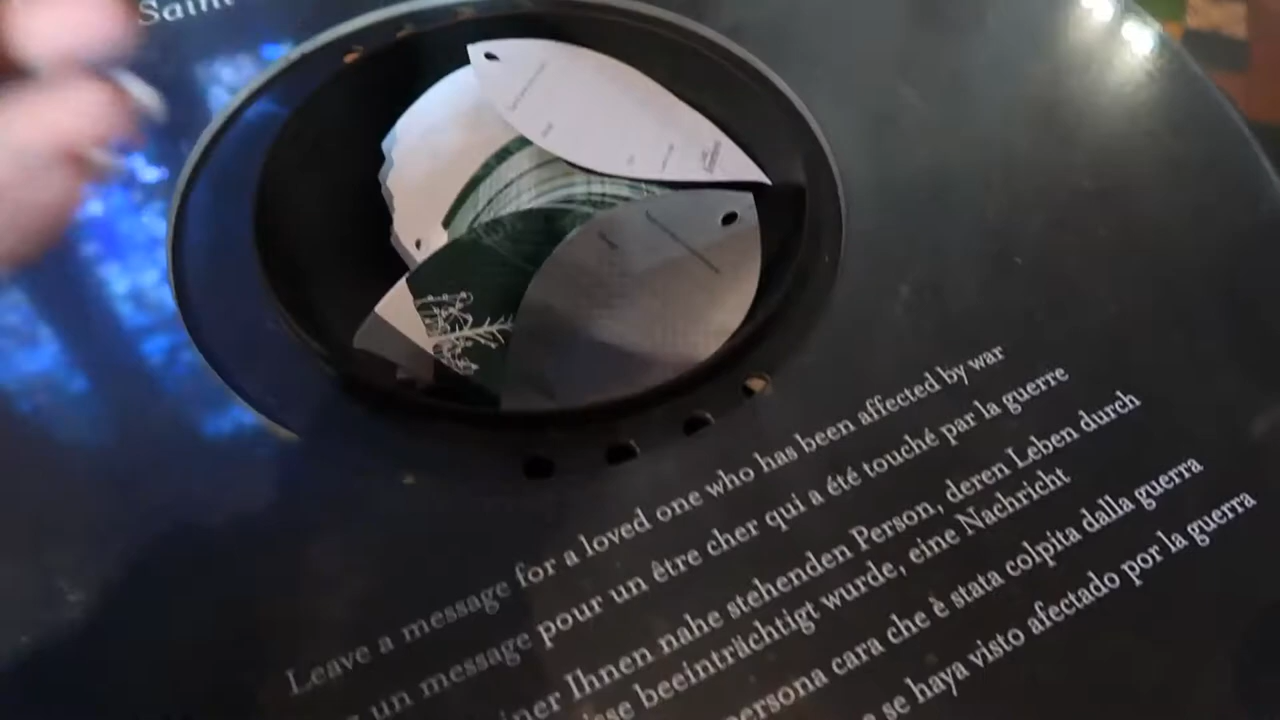 Saint
Leave a message for a loved one who has been affected by war
un message pour un être cher qui a été touché par la guerre
Ihnen nahe stehenden Person, deren Leben durch
beeinträchtigt wurde, eine Nachricht
persona cara che è stata colpita dalla guerra
se haya visto afectado por la guerra